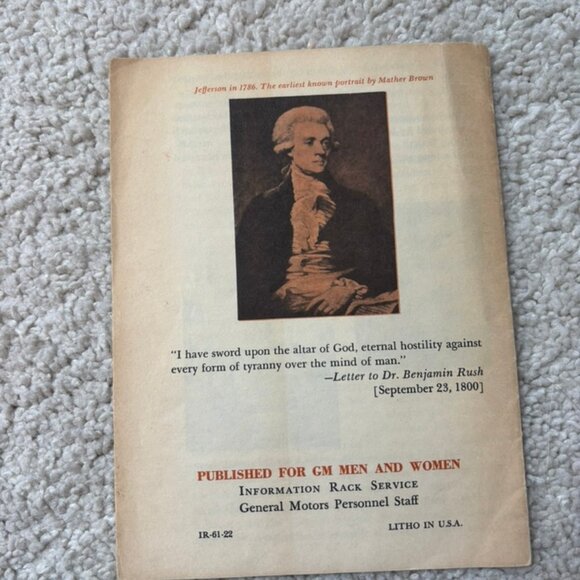 Jefferson in 1786. The earliest known portrait by Mather Brown
"I have sword upon the altar of God, eternal hostility against
every form of tyranny over the mind of man."
—Letter to Dr. Benjamin Rush
[September 23, 1800]
PUBLISHED FOR GM MEN AND WOMEN
INFORMATION RACK SERVICE
General Motors Personnel Staff
IR-61-22
LITHO IN U.S.A.